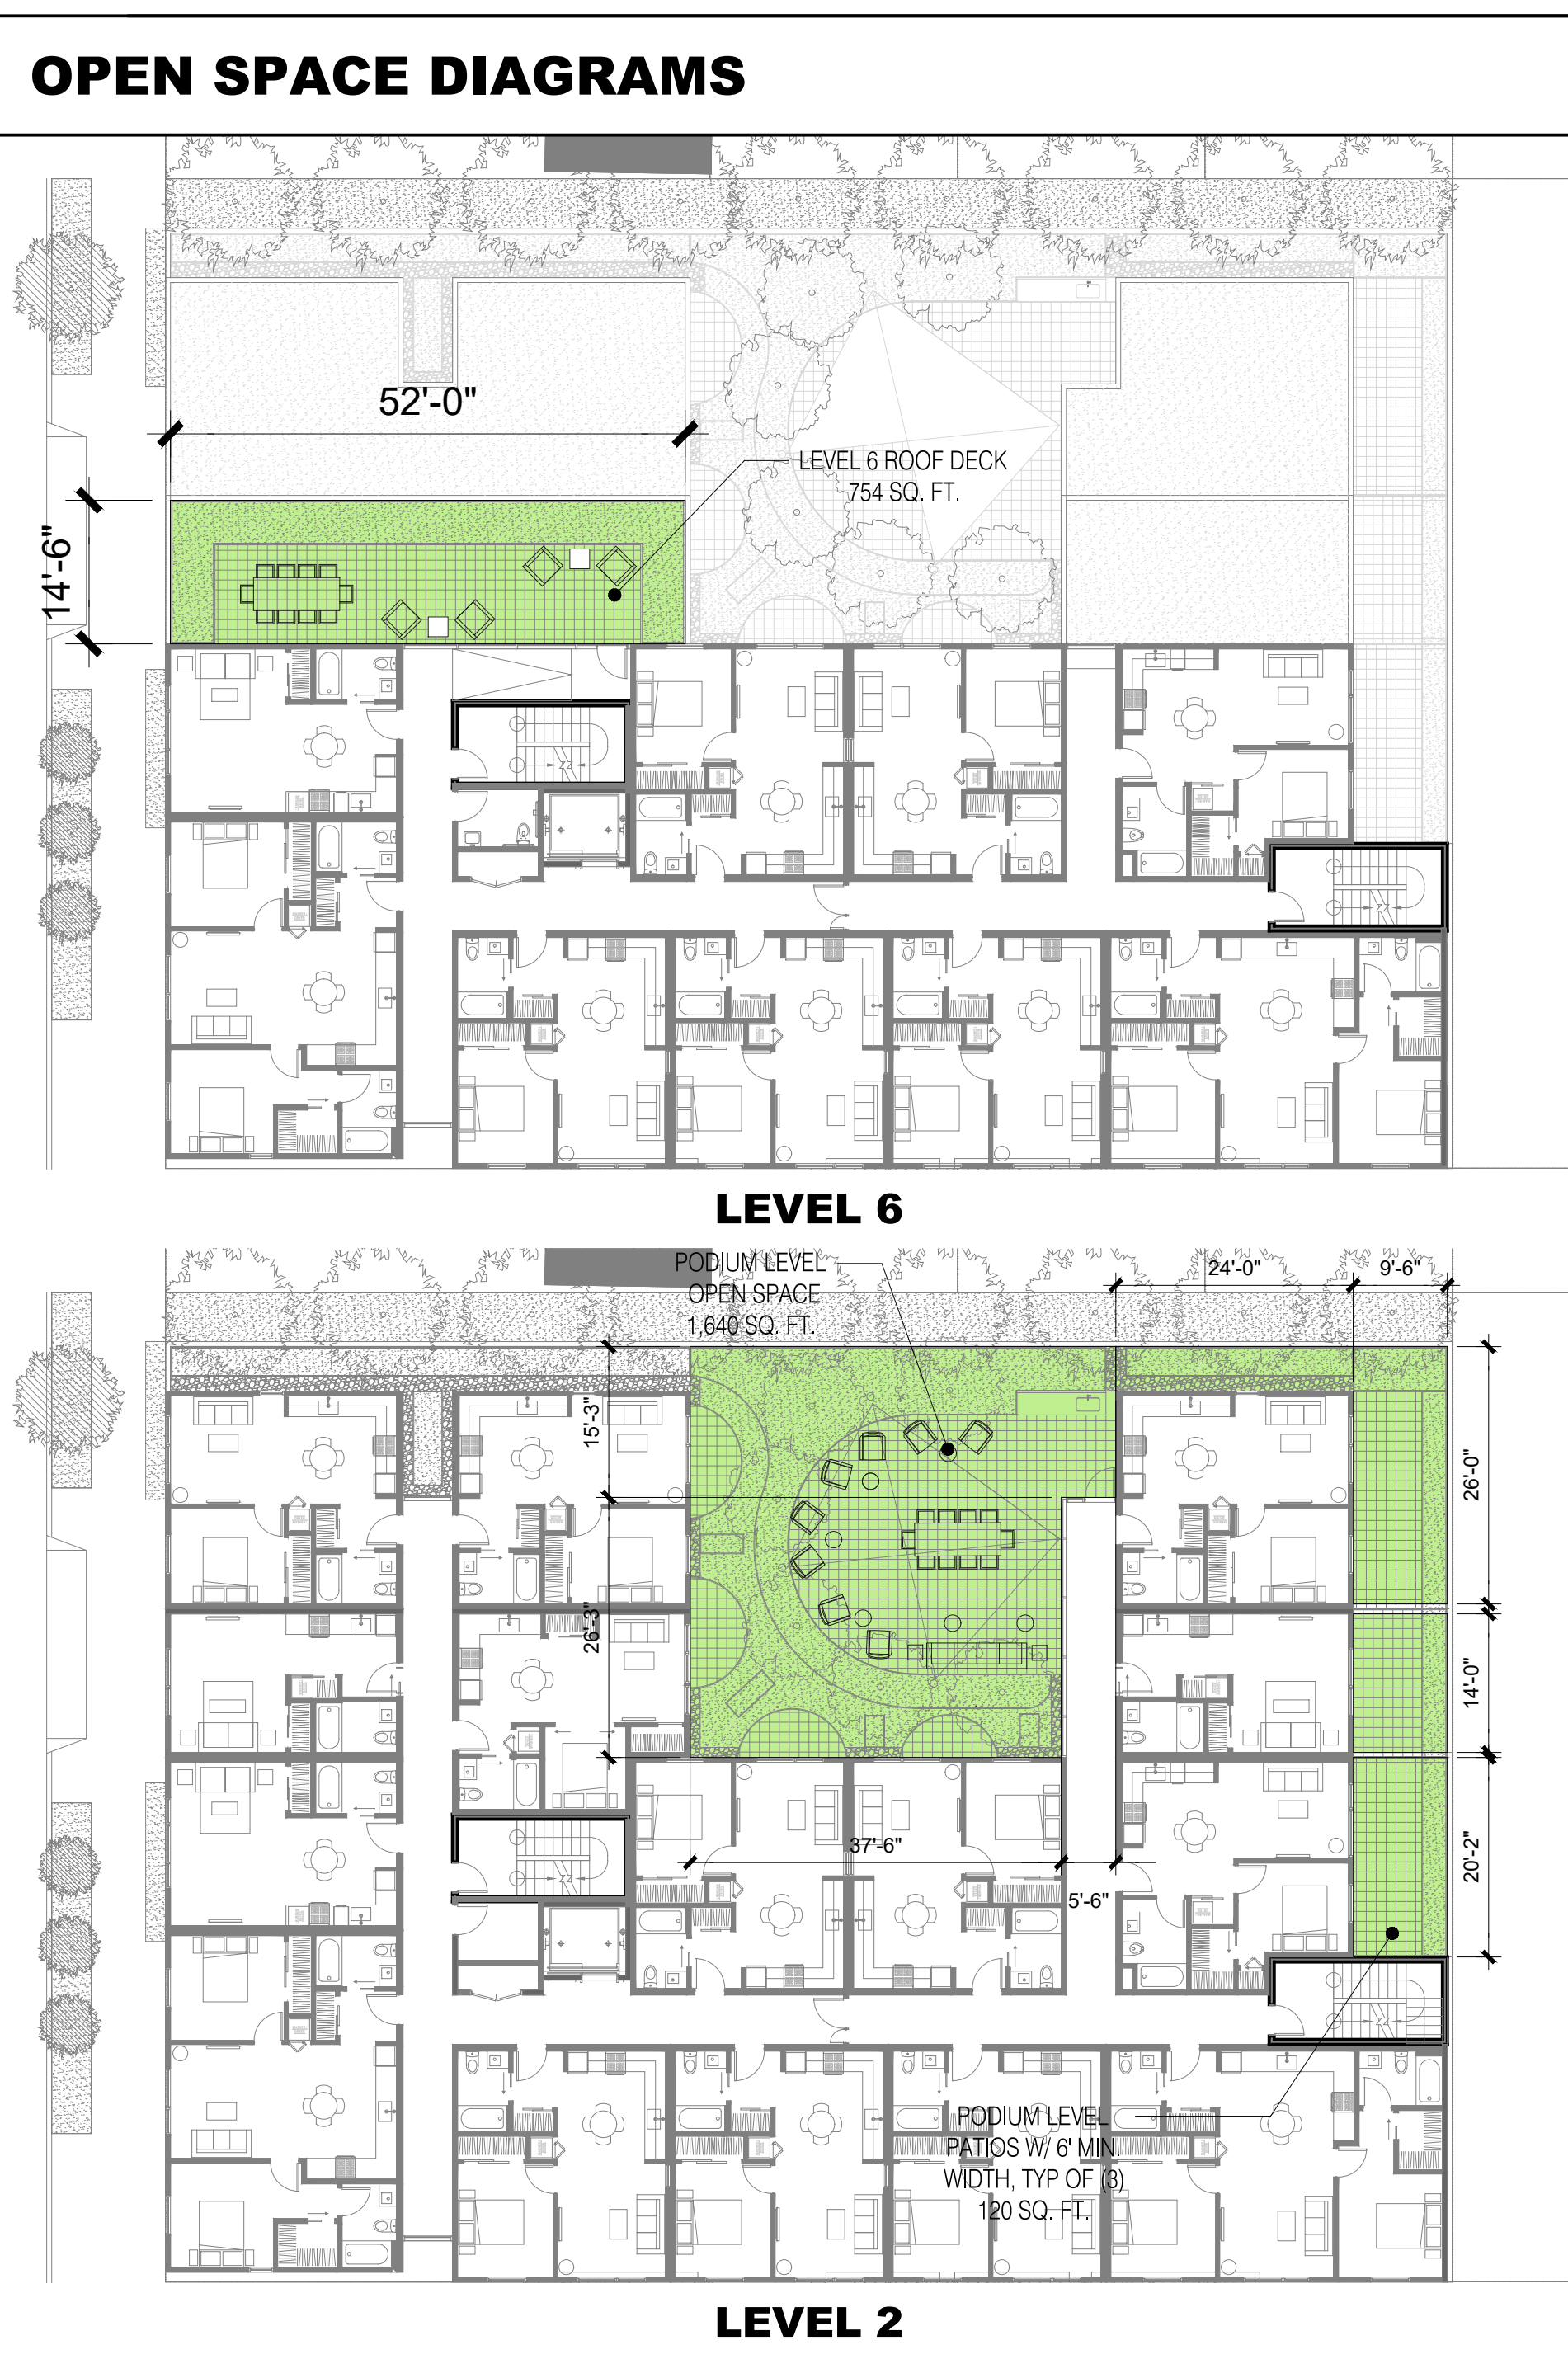 OPEN SPACE DIAGRAMS
52'-0"
LEVEL 6 ROOF DECK
754 SQ. FT.
14'-6"
LEVEL 6
PODIUM LEVEL
OPEN SPACE
1,640 SQ. FT.
24'-0"
9'-6"
15'-3"
26'-0"
26'-3"
14'-0"
37'-6"
5'-6"
20'-2"
PODIUM LEVEL
PATIOS W/ 6' MIN.
WIDTH, TYP OF (3)
120 SQ. FT.
LEVEL 2